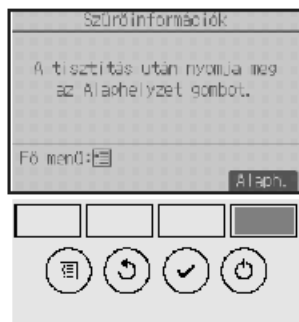 Szűrőinformációk
A tisztítás után nyomja meg
az Alaphelyzet gombot.
Fő menü:
Alaph.